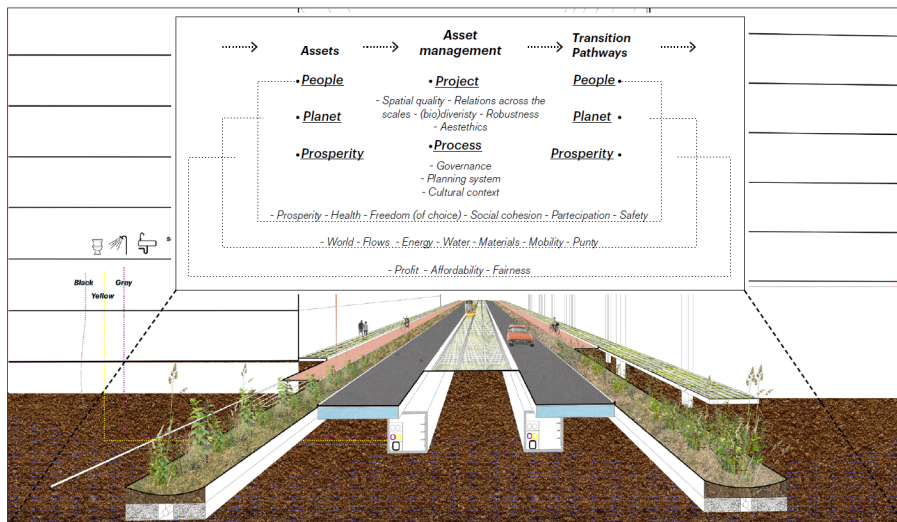 Assets
Asset
management
Transition
Pathways
• People
• Project
People •
- Spatial quality - Relations across the
scales - (bio)diveristy - Robustness
- Aestethics
• Planet
Planet •
• Process
• Prosperity
Prosperity •
- Governance
- Planning system
- Cultural context
- Prosperity - Health - Freedom (of choice) - Social cohesion - Partecipation - Safety
- World - Flows - Energy - Water - Materials - Mobility - Punty
- Profit - Affordability - Fairness
s
Black
Grey
Yellow